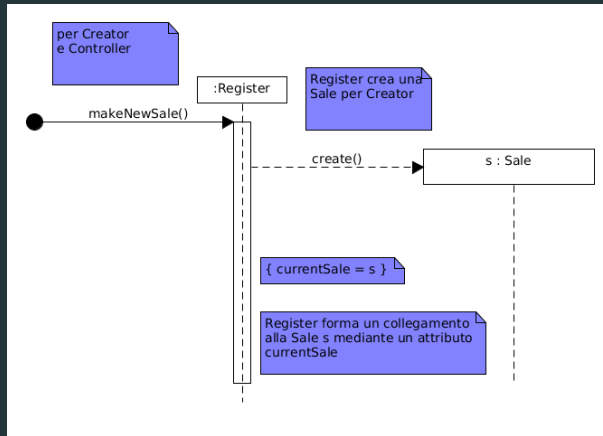 per Creator
e Controller
:Register
Register crea una
Sale per Creator
makeNewSale()
create()
s : Sale
{ currentSale = s }
Register forma un collegamento
alla Sale s mediante un attributo
currentSale